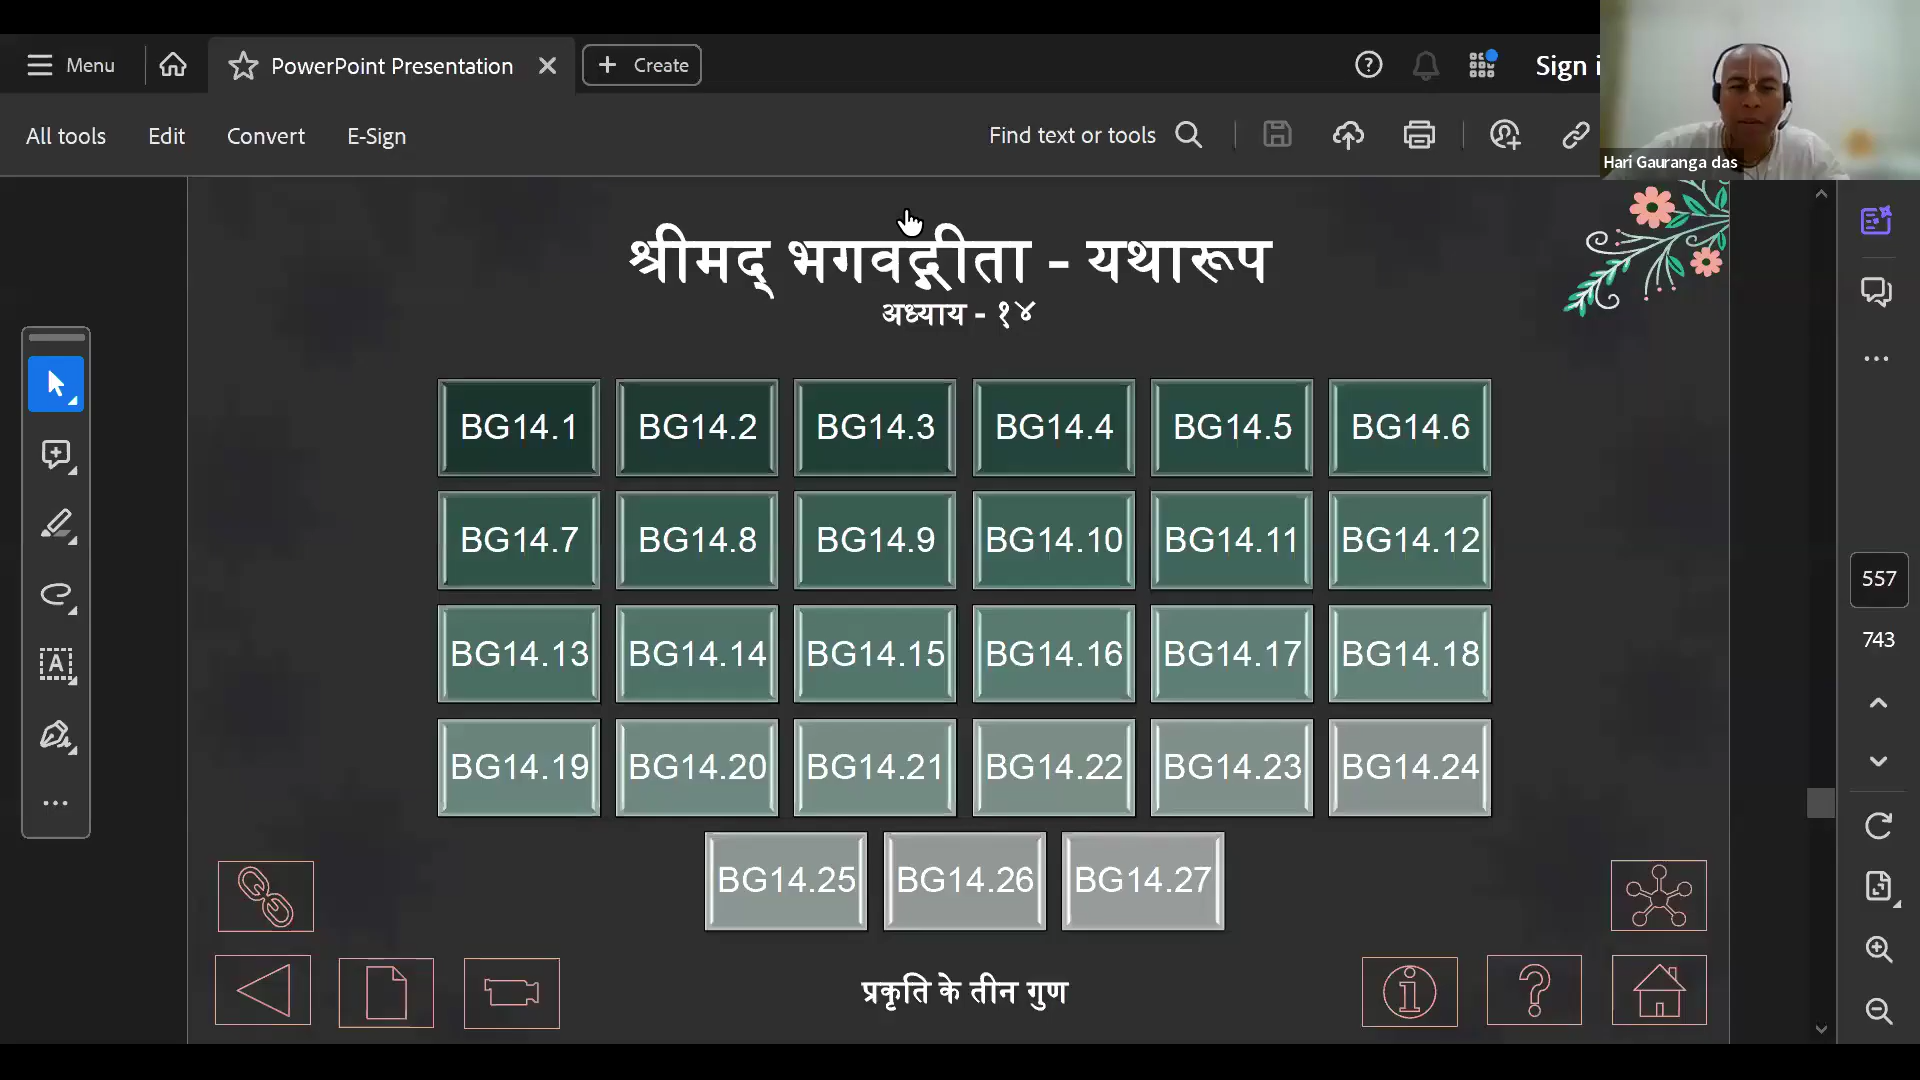 Menu
PowerPoint Presentation
Create
Sign i
All tools
Edit
Convert
E-Sign
Find text or tools
Hari Gauranga das
श्रीमद् भगवद्गीता - यथारूप
अध्याय - १४
BG14.1 BG14.2 BG14.3 BG14.4 BG14.5 BG14.6
BG14.7 BG14.8 BG14.9 BG14.10 BG14.11 BG14.12
BG14.13 BG14.14 BG14.15 BG14.16 BG14.17 BG14.18
BG14.19 BG14.20 BG14.21 BG14.22 BG14.23 BG14.24
BG14.25 BG14.26 BG14.27
प्रकृति के तीन गुण
557
743